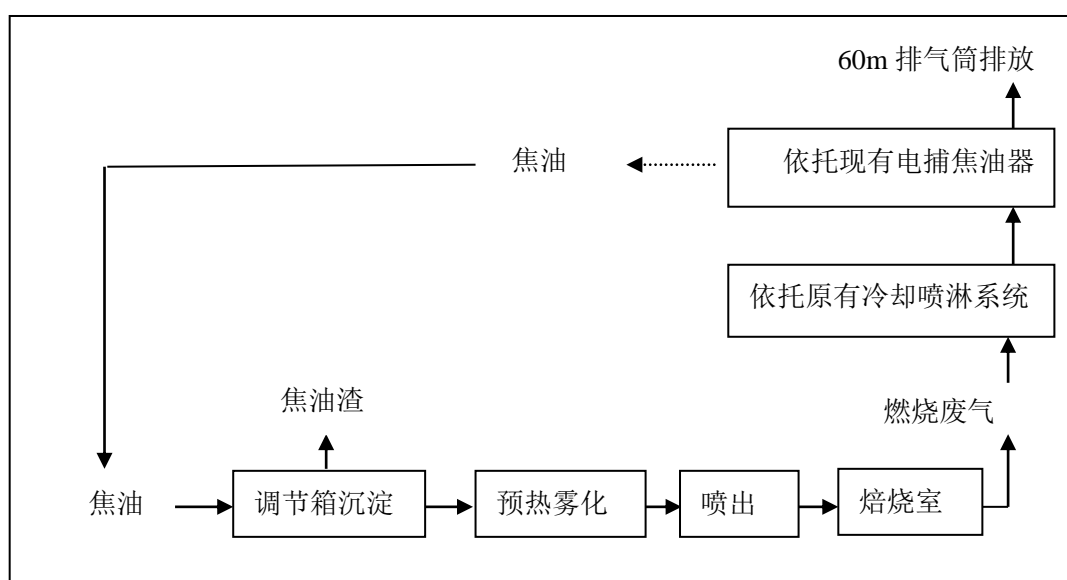 60m 排气筒排放
焦油
依托现有电捕焦油器
依托原有冷却喷淋系统
焦油渣
燃烧废气
焦油
调节箱沉淀
预热雾化
喷出
焙烧室